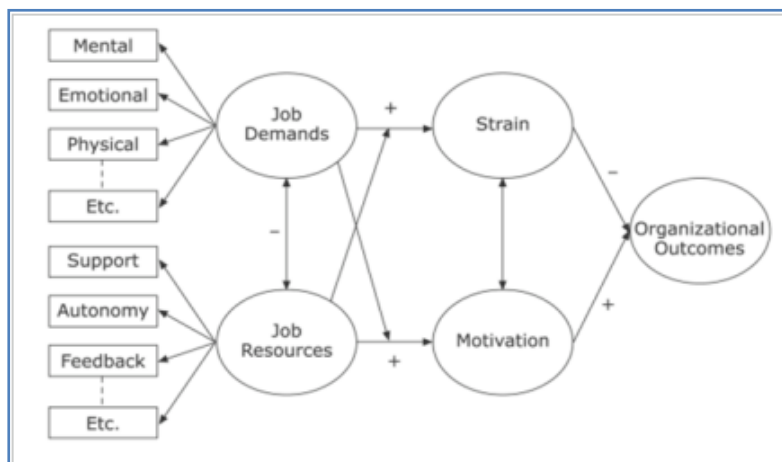 Mental
Emotional
Physical
Etc.
Support
Autonomy
Feedback
Etc.
Job
Demands
–
Job
Resources
+
+
Strain
Motivation
–
+
Organizational
Outcomes